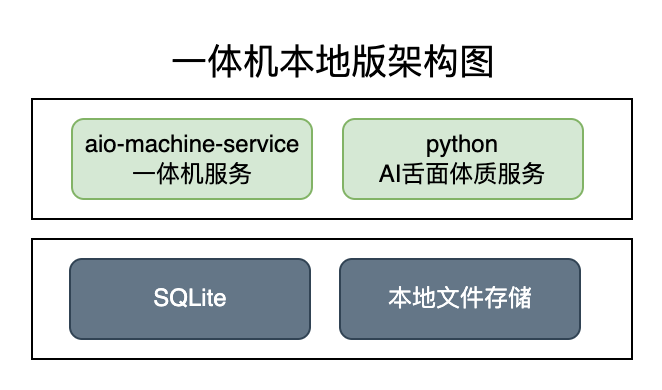 一体机本地版架构图
aio-machine-service
一体机服务
python
AI舌面体质服务
SQLite
本地文件存储